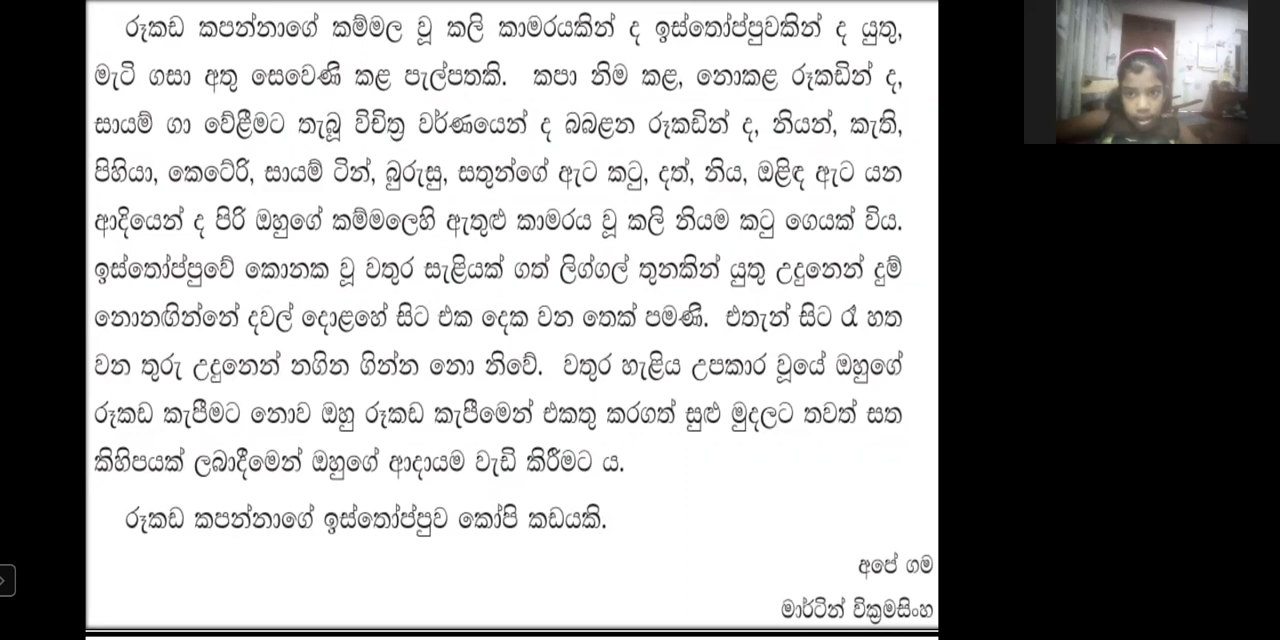 රූකඩ කපන්නාගේ කම්මල වූ කලි කාමරයකින් ද ඉස්තෝප්පුවකින් ද යුතු,
මැටි ගසා අතු සෙවෙණි කළ පැල්පතකි. කපා නිම කළ, නොකළ රූකඩින් ද,
සායම් ගා වේළීමට තැබූ විචිත්‍ර වර්ණයෙන් ද බබළන රූකඩින් ද, නියන්, කැති,
පිහියා, කෙටේරි, සායම් ටින්, බුරුසු, සතුන්ගේ ඇට කටු, දත්, නිය, ඔළිඳ ඇට යන
ආදියෙන් ද පිරි ඔහුගේ කම්මලෙහි ඇතුළු කාමරය වූ කලි නියම කටු ගෙයක් විය.
ඉස්තෝප්පුවේ කොනක වූ වතුර සැළියක් ගත් ලිග්ගල් තුනකින් යුතු උදුනෙන් දුම්
නොනඟින්නේ දවල් දොළහේ සිට එක දෙක වන තෙක් පමණි. එතැන් සිට රෑ හත
වන තුරු උදුනෙන් නගින ගින්න නො නිවේ. වතුර හැළිය උපකාර වූයේ ඔහුගේ
රූකඩ කැපීමට නොව ඔහු රූකඩ කැපීමෙන් එකතු කරගත් සුළු මුදලට තවත් සත
කිහිපයක් ලබාදීමෙන් ඔහුගේ ආදායම වැඩි කිරීමට ය.
රූකඩ කපන්නාගේ ඉස්තෝප්පුව කෝපි කඩයකි.
අපේ ගම
මාර්ටින් වික්‍රමසිංහ